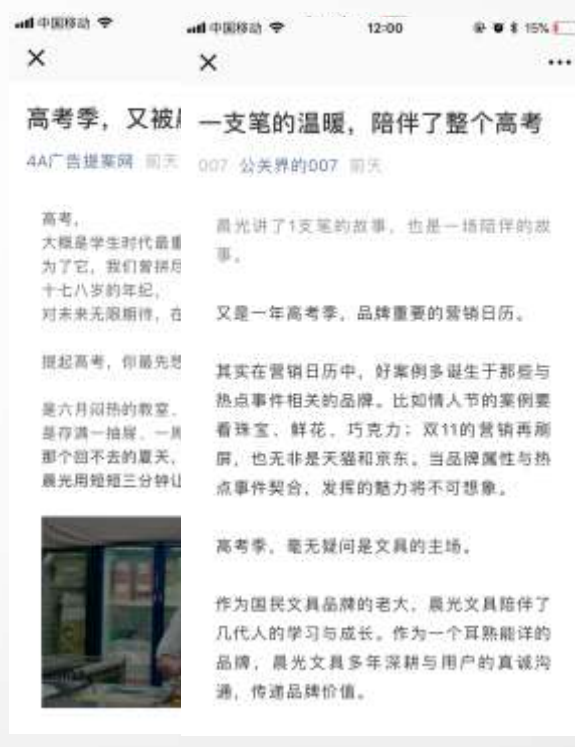 中国移动
高考季，又被
4A广告提案网 前天
高考，
大概是学生时代最重
为了它，我们曾拼尽
十七八岁的年纪，
对未来无限期待，在
提起高考，你最先想
是六月闷热的教室，
是存满一抽屉、一
那个回不去的夏天，
晨光用短短三分钟让
中国移动 12:00 15%
一支笔的温暖，陪伴了整个高考
007 公关界的007 前天
晨光讲了1支笔的故事，也是一场陪伴的故
事。
又是一年高考季，品牌重要的营销日历。
其实在营销日历中，好案例多诞生于那些与
热点事件相关的品牌。比如情人节的案例要
看珠宝、鲜花、巧克力；双11的营销再刷
屏，也无非是天猫和京东。当品牌属性与热
点事件契合，发挥的魅力将不可想象。
高考季，毫无疑问是文具的主场。
作为国民文具品牌的老大，晨光文具陪伴了
几代人的学习与成长。作为一个耳熟能详的
品牌，晨光文具多年深耕与用户的真诚沟
通，传递品牌价值。